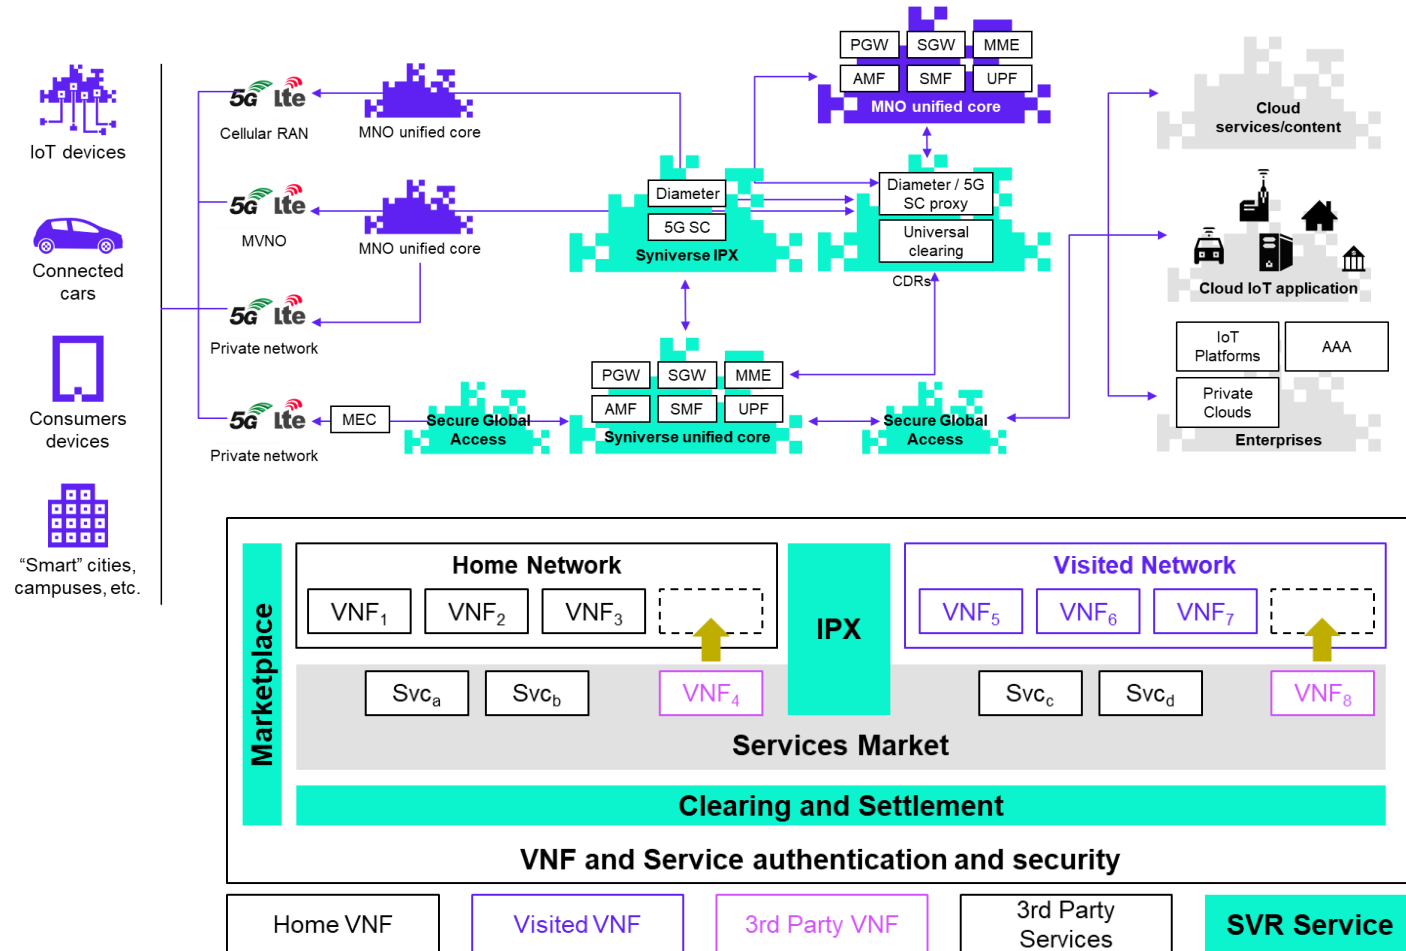 IoT devices
Connected
cars
Consumers
devices
“Smart” cities,
campuses, etc.
5G LTE
Cellular RAN
MNO unified core
5G LTE
MVNO
MNO unified core
5G LTE
Private network
5G LTE
Private network
MEC
Secure Global
Access
Diameter
5G SC
Syniverse IPX
PGW
SGW
MME
AMF
SMF
UPF
Syniverse unified core
PGW
SGW
MME
AMF
SMF
UPF
MNO unified core
Diameter / 5G
SC proxy
Universal
clearing
CDRs
Secure Global
Access
Cloud
services/content
Cloud IoT application
IoT
Platforms
AAA
Private
Clouds
Enterprises
Marketplace
Home Network
VNF1
VNF2
VNF3
IPX
Visited Network
VNF5
VNF6
VNF7
Svca
Svcb
VNF4
Svcc
Svcd
VNF8
Services Market
Clearing and Settlement
VNF and Service authentication and security
Home VNF
Visited VNF
3rd Party VNF
3rd Party
Services
SVR Service